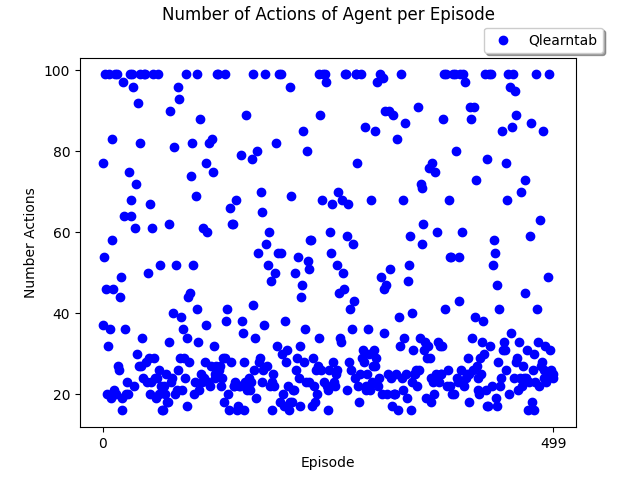 Number of Actions of Agent per Episode
Qlearntab
100
80
60
40
20
Number Actions
0
499
Episode